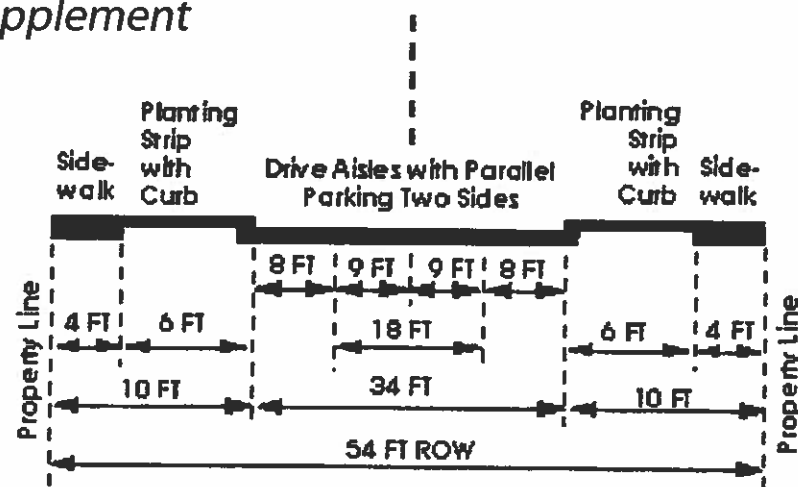 pplement
Planting
Strip
with
Curb
Side-
walk
Drive Aisles with Parallel
Parking Two Sides
Planting
Strip
with
Curb
Side-
walk
8 FT 9 FT 9 FT 8 FT
4 FT 6 FT 18 FT 6 FT 4 FT
10 FT 34 FT 10 FT
54 FT ROW
Property Line
Property Line